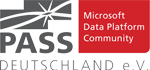 PASS
Microsoft
Data Platform
Community
DEUTSCHLAND e.V.